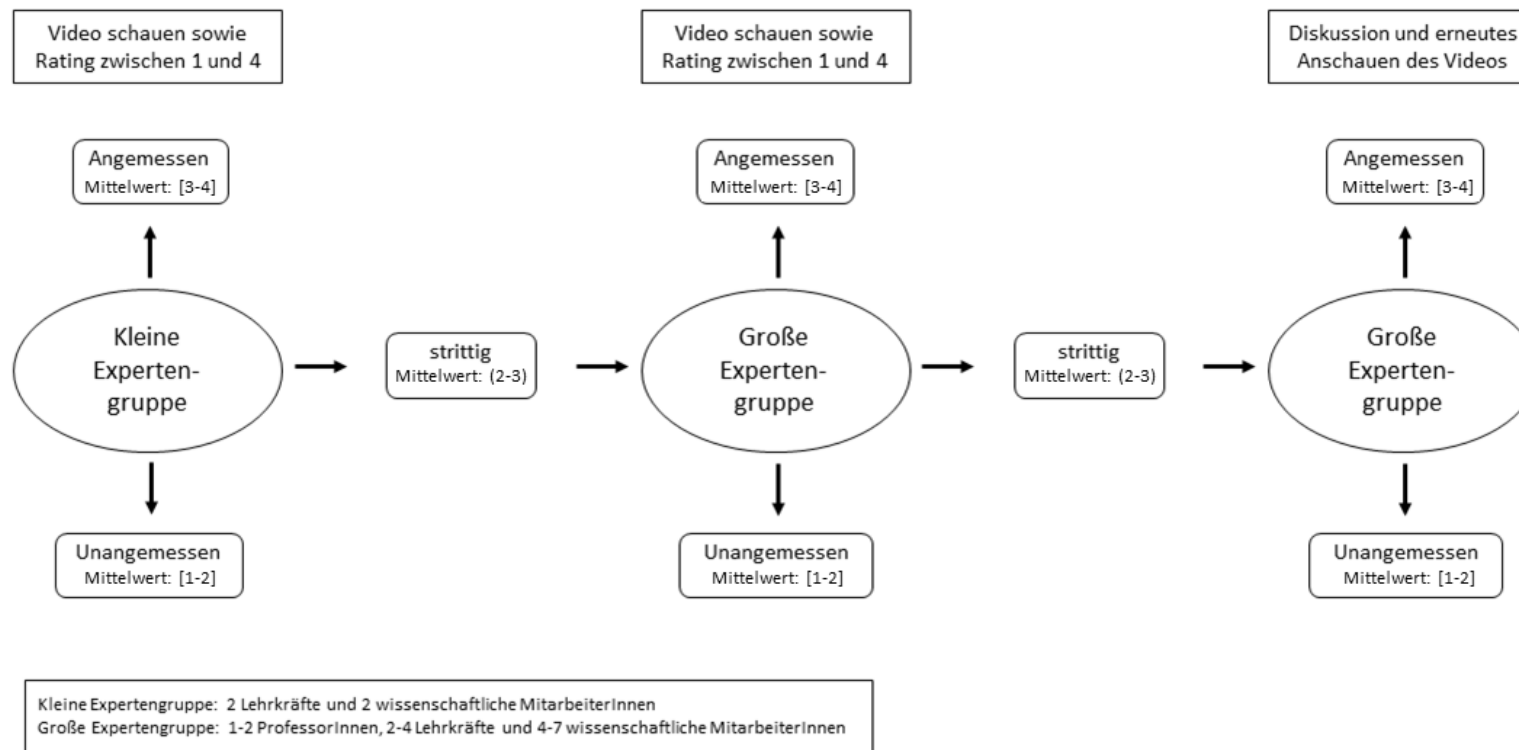 Video schauen sowie
Rating zwischen 1 und 4
Video schauen sowie
Rating zwischen 1 und 4
Diskussion und erneutes
Anschauen des Videos
Angemessen
Mittelwert: [3-4]
Angemessen
Mittelwert: [3-4]
Angemessen
Mittelwert: [3-4]
Kleine
Experten-
gruppe
strittig
Mittelwert: (2-3)
Große
Experten-
gruppe
strittig
Mittelwert: (2-3)
Große
Experten-
gruppe
Unangemessen
Mittelwert: [1-2]
Unangemessen
Mittelwert: [1-2]
Unangemessen
Mittelwert: [1-2]
Kleine Expertengruppe: 2 Lehrkräfte und 2 wissenschaftliche MitarbeiterInnen
Große Expertengruppe: 1-2 ProfessorInnen, 2-4 Lehrkräfte und 4-7 wissenschaftliche MitarbeiterInnen